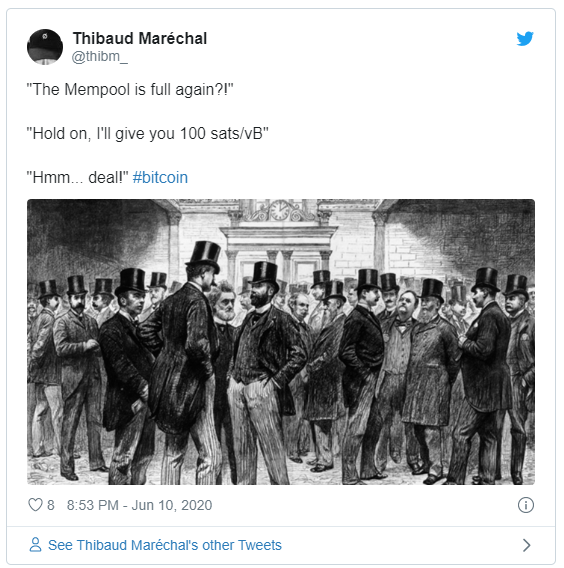 Thibaud Maréchal
@thibm_
"The Mempool is full again?!"
"Hold on, I'll give you 100 sats/vB"
"Hmm... deal!" #bitcoin
8 8:53 PM - Jun 10, 2020
See Thibaud Maréchal's other Tweets